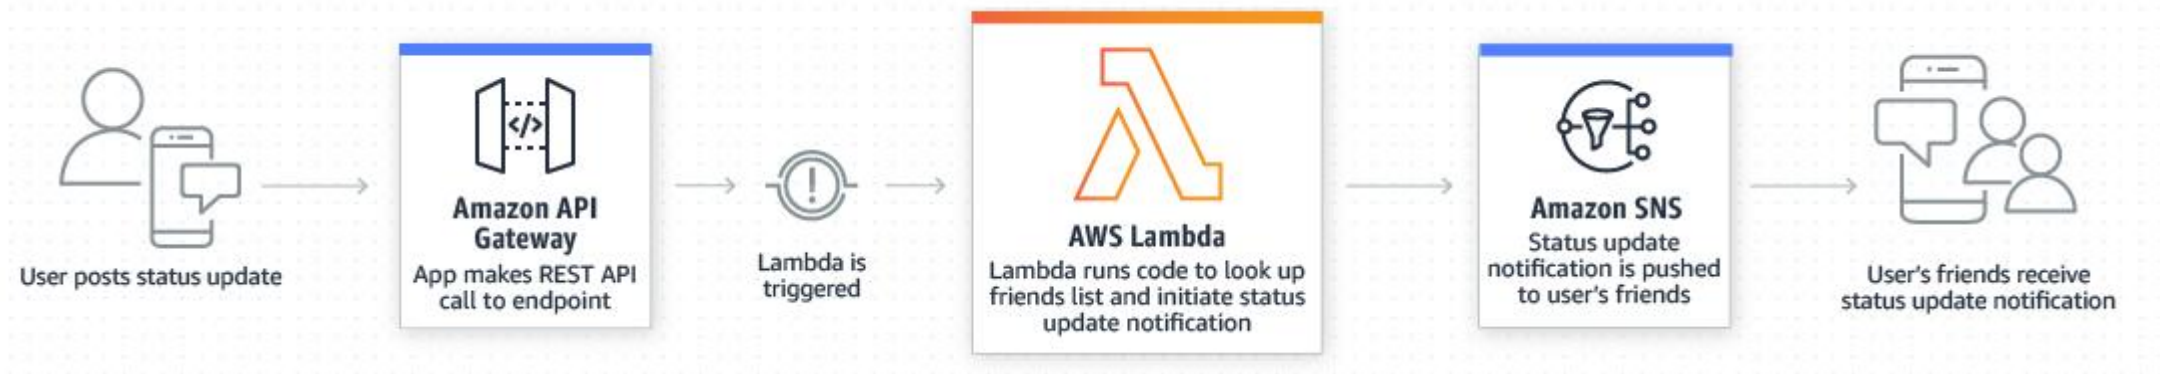 User posts status update
Amazon API
Gateway
App makes REST API
call to endpoint
Lambda is
triggered
AWS Lambda
Lambda runs code to look up
friends list and initiate status
update notification
Amazon SNS
Status update
notification is pushed
to user's friends
User's friends receive
status update notification